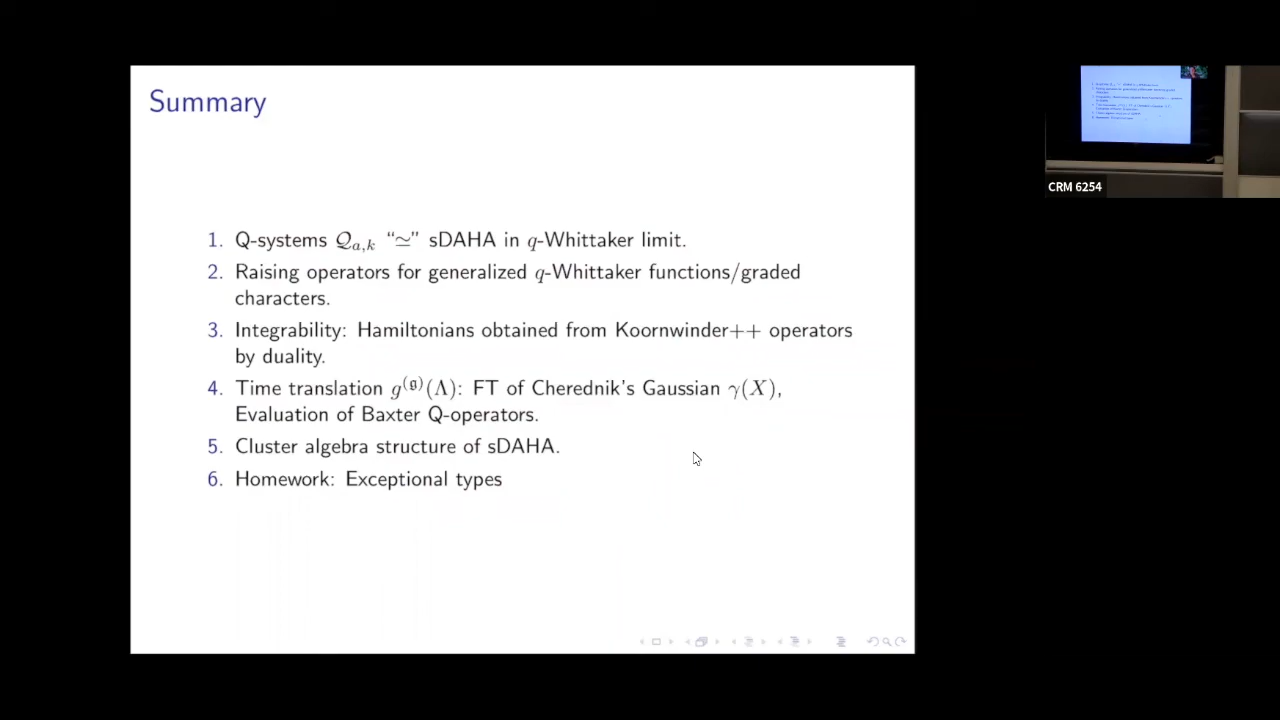 Summary
1. Q-systems 𝒬ₐ,ₖ “≃” sDAHA in q-Whittaker limit.
2. Raising operators for generalized q-Whittaker functions/graded
characters.
3. Integrability: Hamiltonians obtained from Koornwinder++ operators
by duality.
4. Time translation g⁽𝔤⁾(Λ): FT of Cherednik's Gaussian γ(X),
Evaluation of Baxter Q-operators.
5. Cluster algebra structure of sDAHA.
6. Homework: Exceptional types
CRM 6254